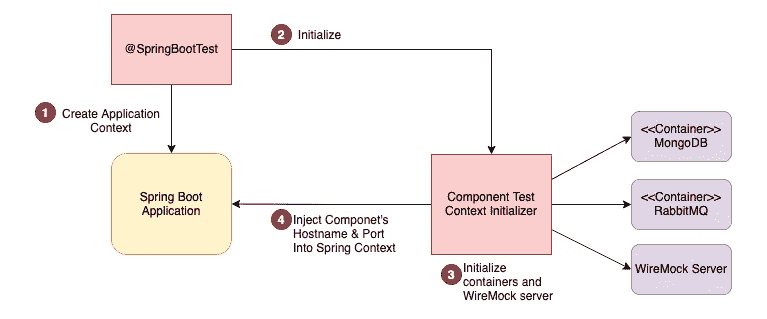 @SpringBootTest
2
Initialize
1
Create Application
Context
Spring Boot
Application
4
Inject Componet's
Hostname & Port
Into Spring Context
Component Test
Context Initializer
3
Initialize
containers and
WireMock server
<<Container>>
MongoDB
<<Container>>
RabbitMQ
WireMock Server